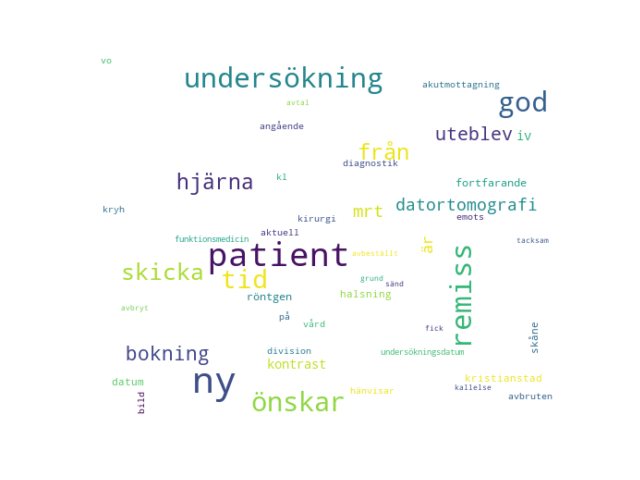 vo
undersökning
akutmottagning
god
avtal
angående
uteblev
iv
från
diagnostik
hjärna
kl
fortfarande
datortomografi
mrt
kryh
kirurgi
emots
aktuell
funktionsmedicin
är
tacksam
patient
avbeställt
skicka
tid
grund
sänd
remiss
röntgen
halsning
avbryt
på
vård
fick
skåne
bokning
division
undersökningsdatum
kontrast
ny
datum
kristianstad
kallelse
hänvisar
önskar
bild
avbruten